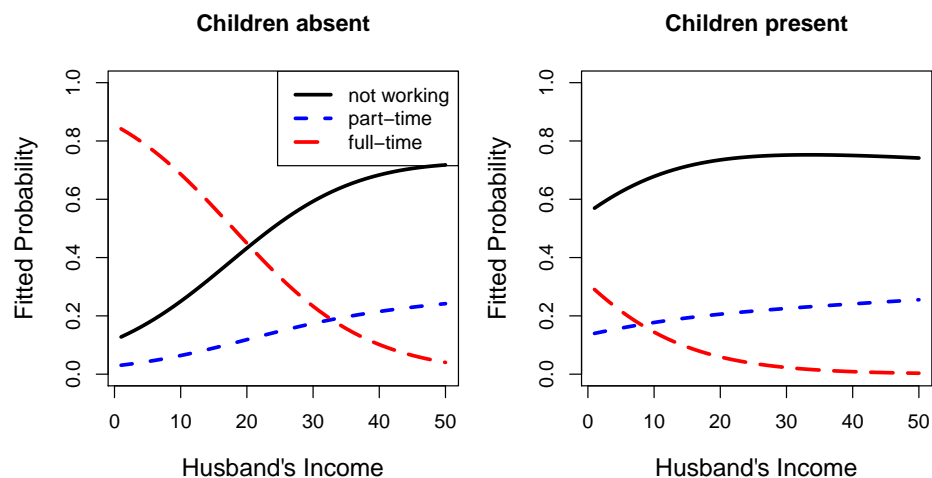 Children absent
Fitted Probability
1.0
0.8
0.6
0.4
0.2
0.0
not working
part−time
full−time
0 10 20 30 40 50
Husband's Income
Children present
Fitted Probability
1.0
0.8
0.6
0.4
0.2
0.0
0 10 20 30 40 50
Husband's Income